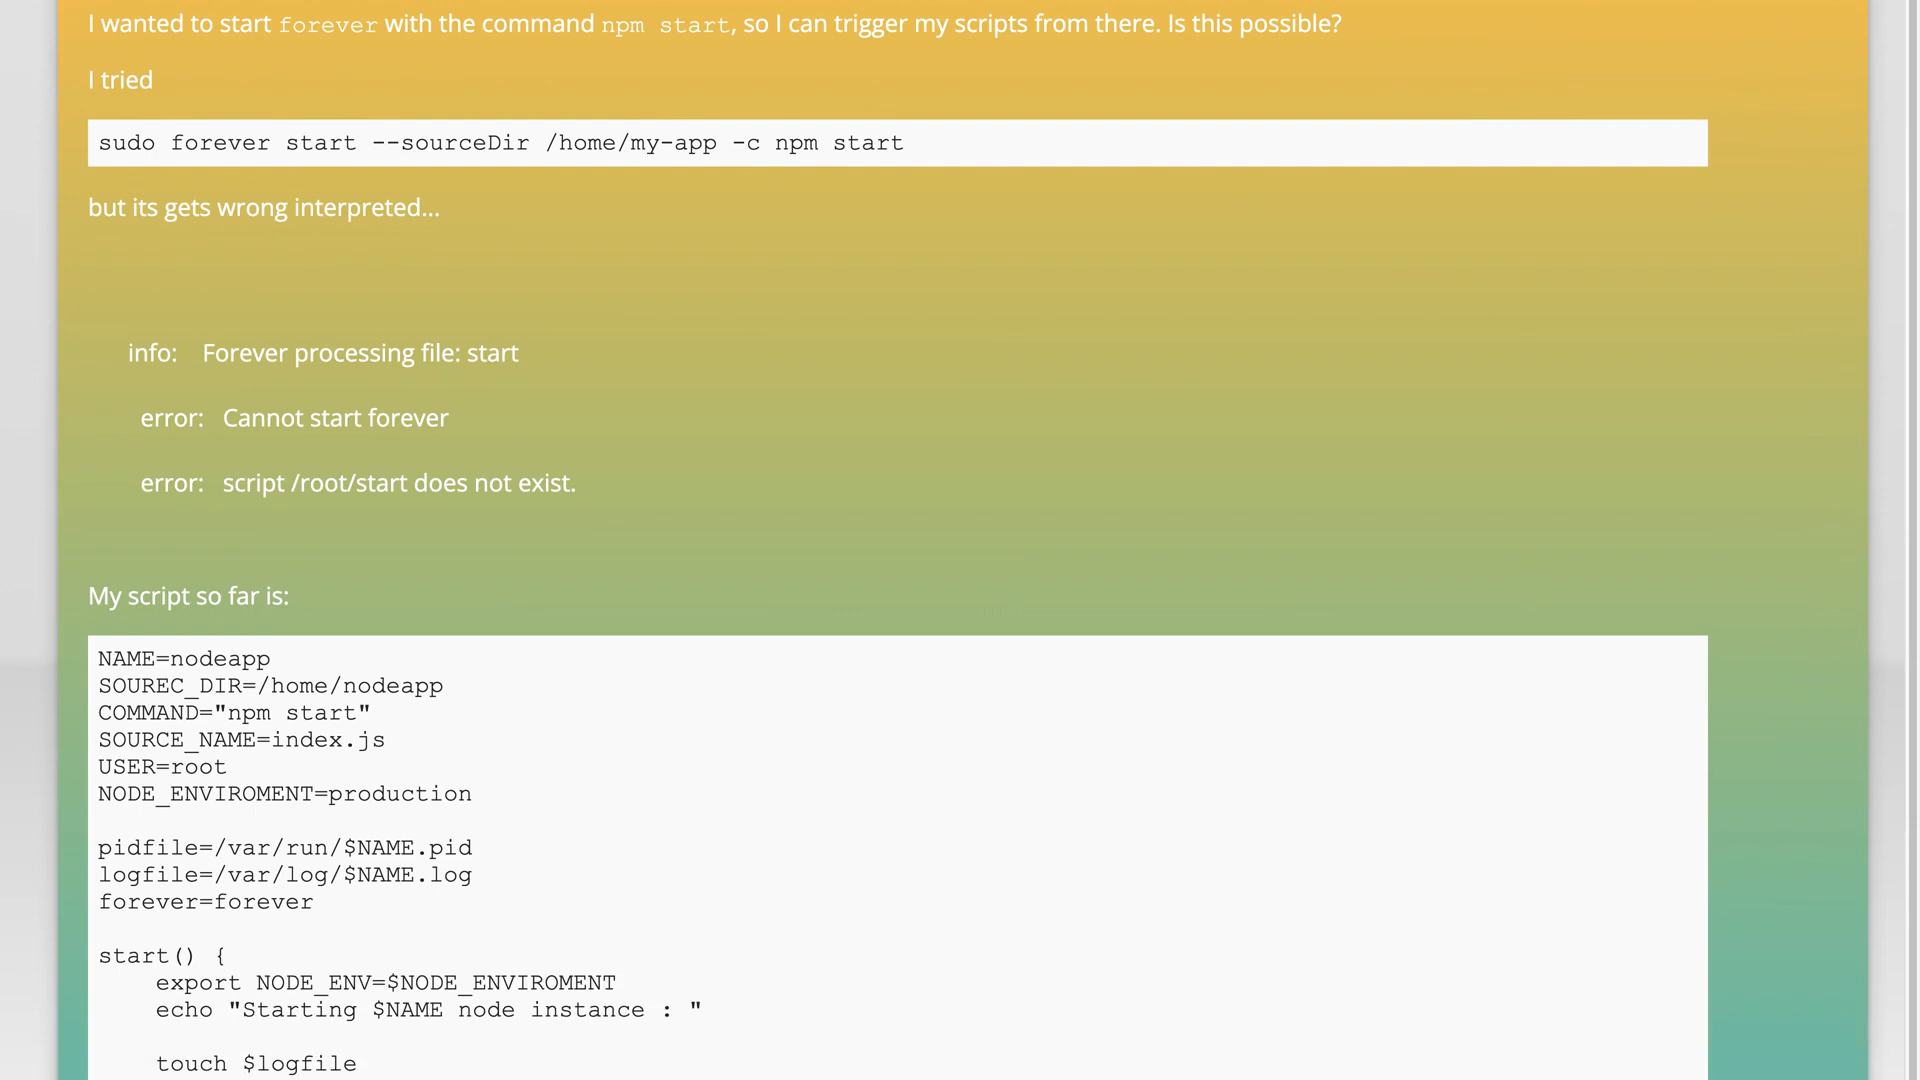 I wanted to start forever with the command npm start, so I can trigger my scripts from there. Is this possible?
I tried
sudo forever start --sourceDir /home/my-app -c npm start
but its gets wrong interpreted...
info: Forever processing file: start
error: Cannot start forever
error: script /root/start does not exist.
My script so far is:
NAME=nodeapp
SOUREC_DIR=/home/nodeapp
COMMAND="npm start"
SOURCE_NAME=index.js
USER=root
NODE_ENVIROMENT=production
pidfile=/var/run/$NAME.pid
logfile=/var/log/$NAME.log
forever=forever
start() {
export NODE_ENV=$NODE_ENVIROMENT
echo "Starting $NAME node instance : "
touch $logfile